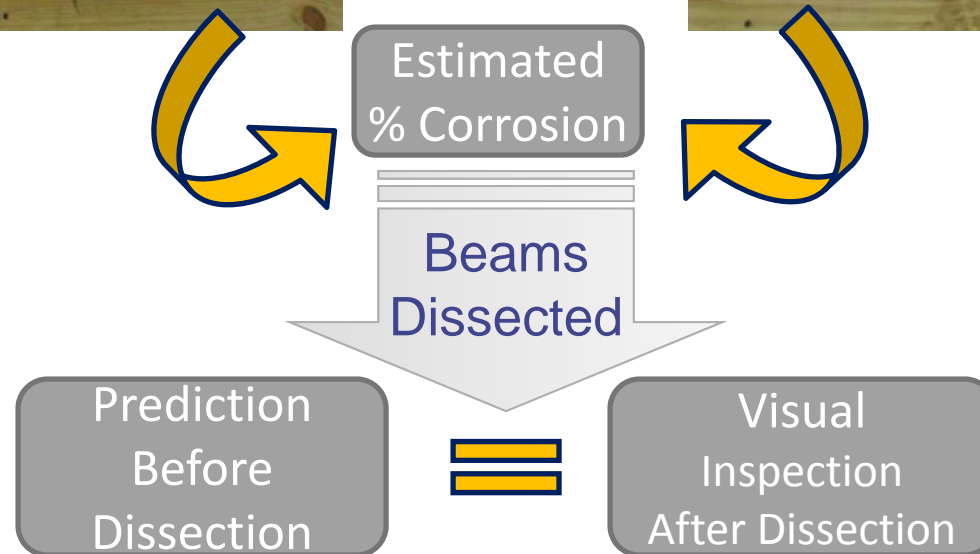 Estimated
% Corrosion
Beams
Dissected
Prediction
Before
Dissection
Visual
Inspection
After Dissection